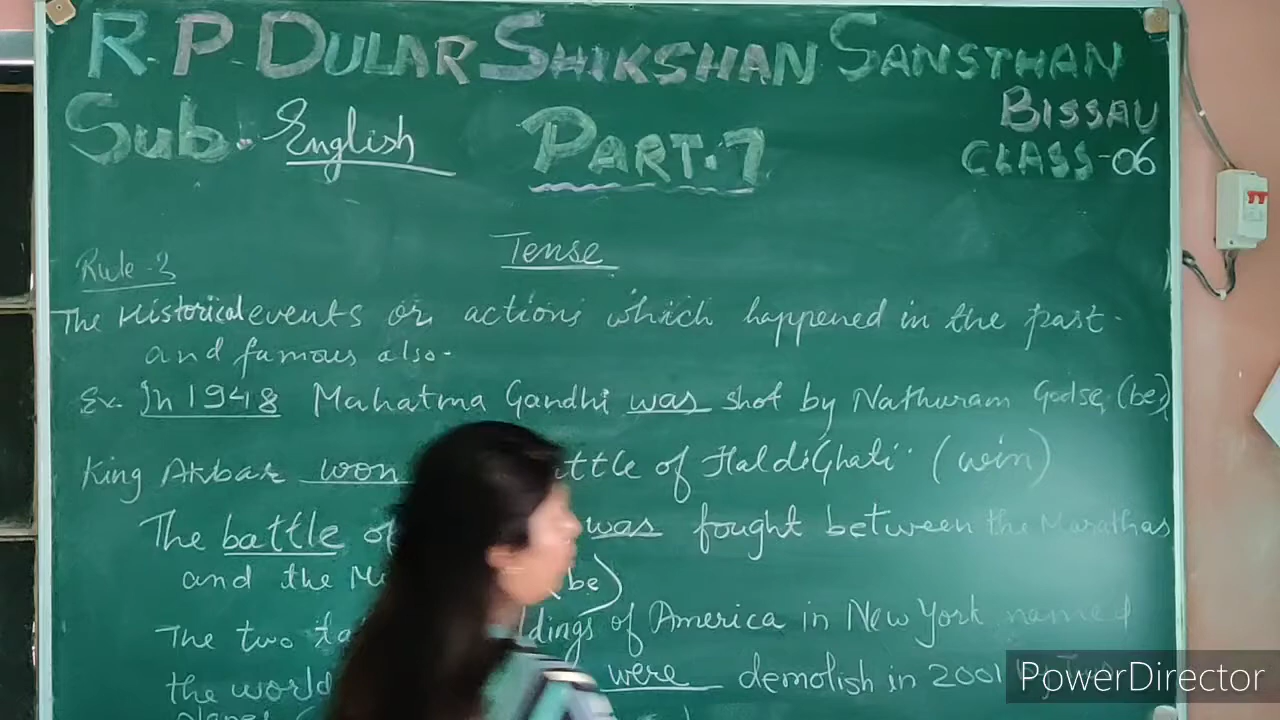 R.P. DULAR SHIKSHAN SANSTHAN
BISSAU
Sub. English PART.7
CLASS-06
Tense
Rule-3
The Historical events or actions which happened in the past.
and famous also.
Ex. In 1948 Mahatma Gandhi was shot by Nathuram Godse (be)
King Akbar won ttle of HaldiGhati. (win)
The battle of was fought between the Marathas
and the (be)
The two ldings of America in New York named
the world were demolish in 2001 by Two
planes
PowerDirector